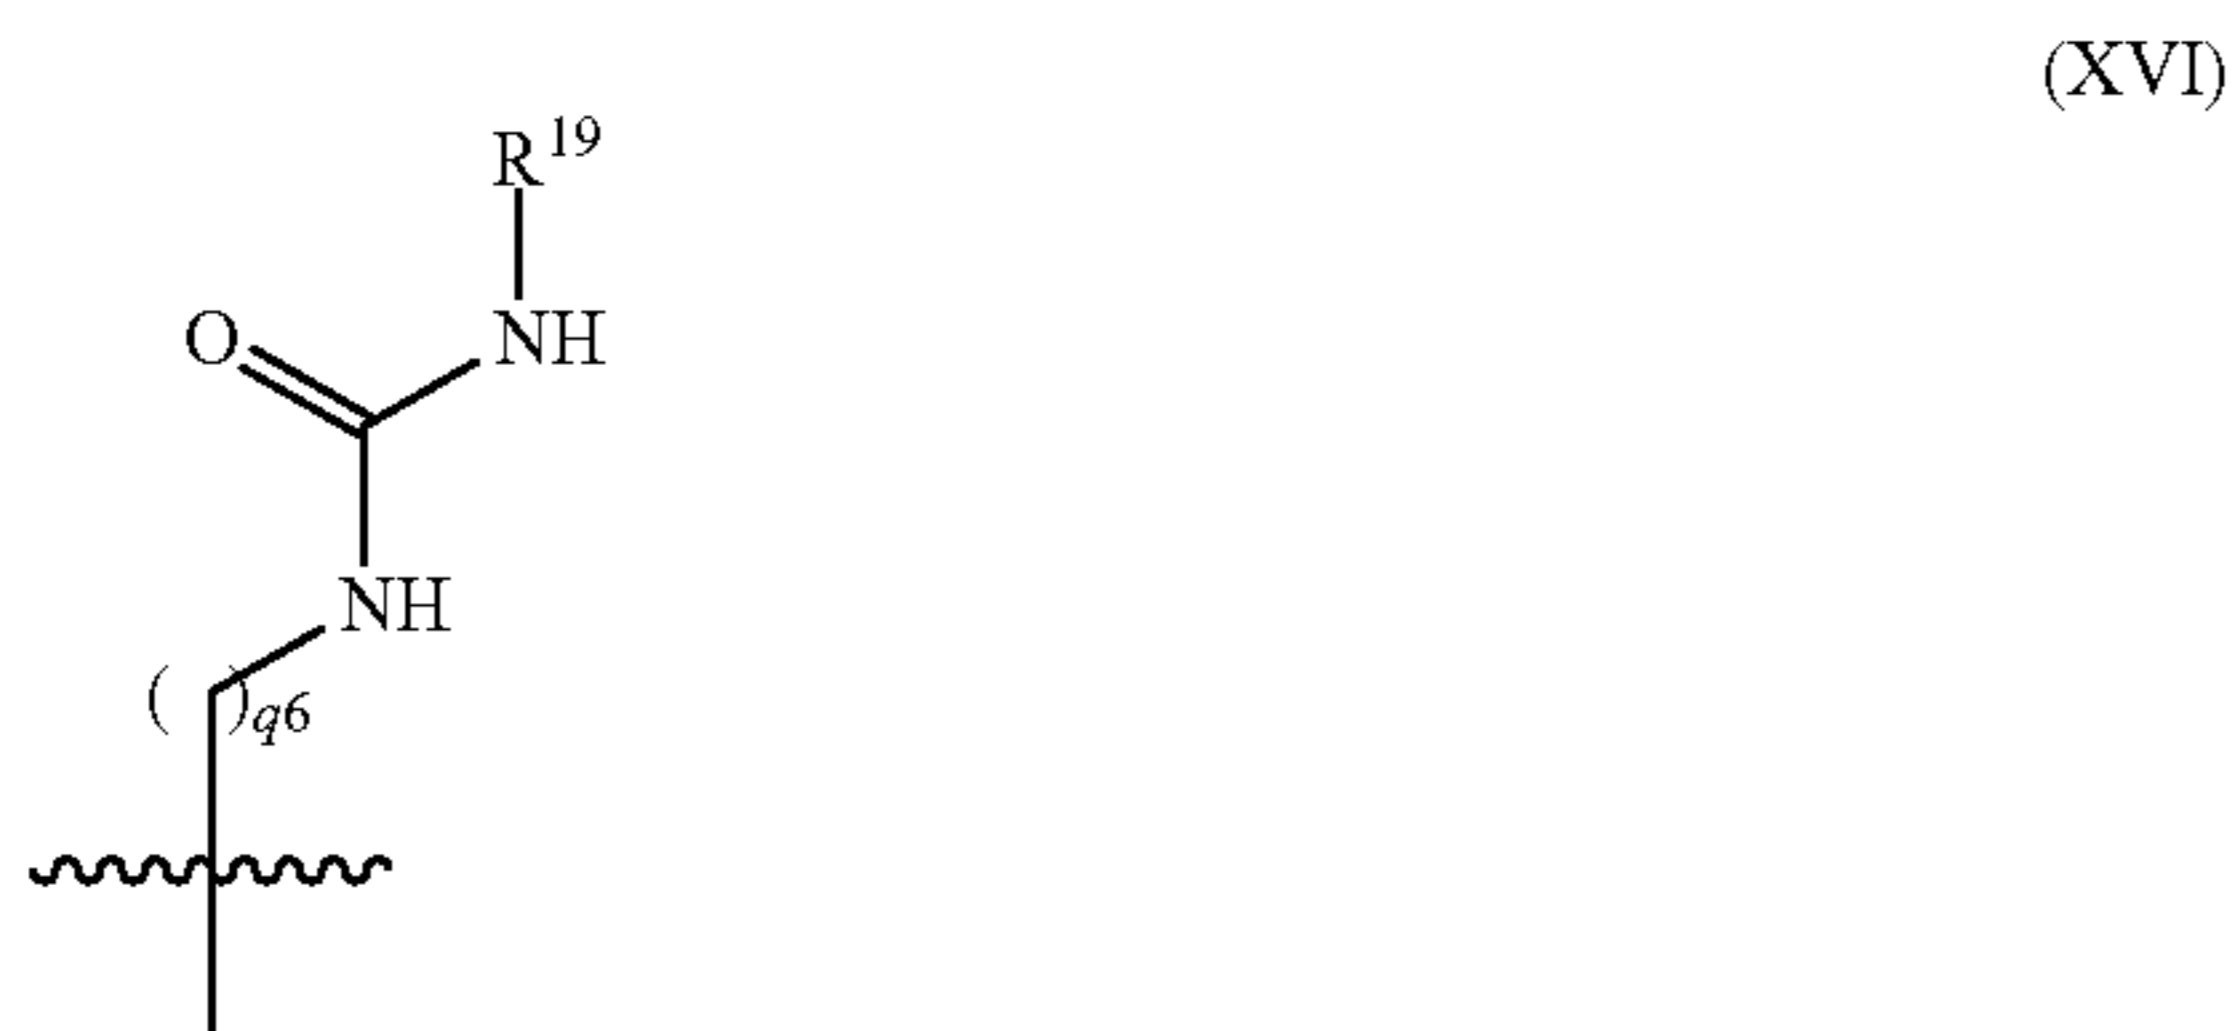 (XVI)
R19
O NH
NH
( )q6